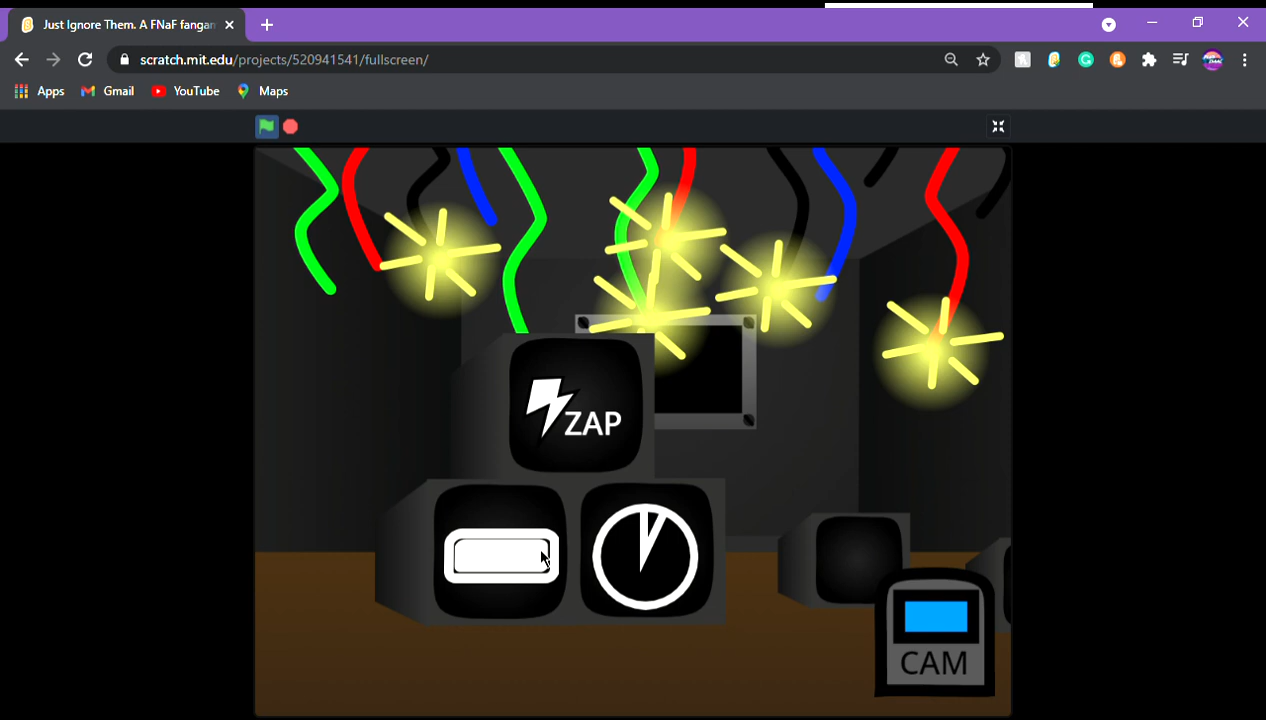 Just Ignore Them. A FNaF fangan
scratch.mit.edu/projects/520941541/fullscreen/
Apps
Gmail
YouTube
Maps
ZAP
CAM